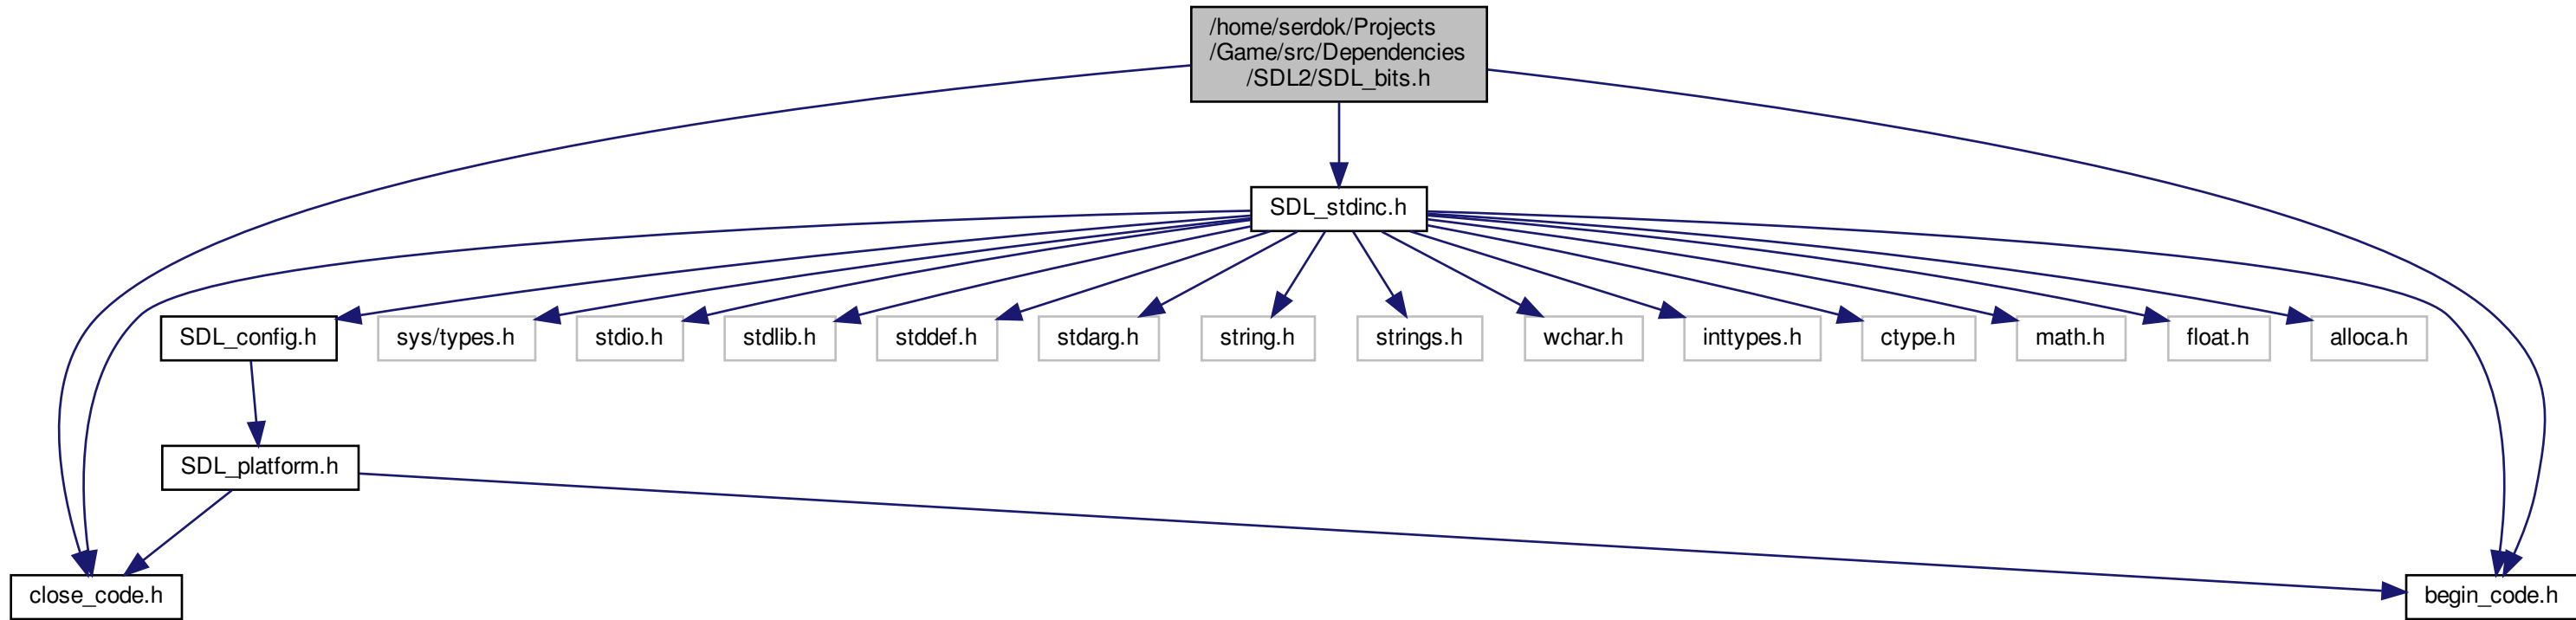 /home/serdok/Projects
/Game/src/Dependencies
/SDL2/SDL_bits.h
SDL_stdinc.h
SDL_config.h
sys/types.h
stdio.h
stdlib.h
stddef.h
stdarg.h
string.h
strings.h
wchar.h
inttypes.h
ctype.h
math.h
float.h
alloca.h
SDL_platform.h
close_code.h
begin_code.h